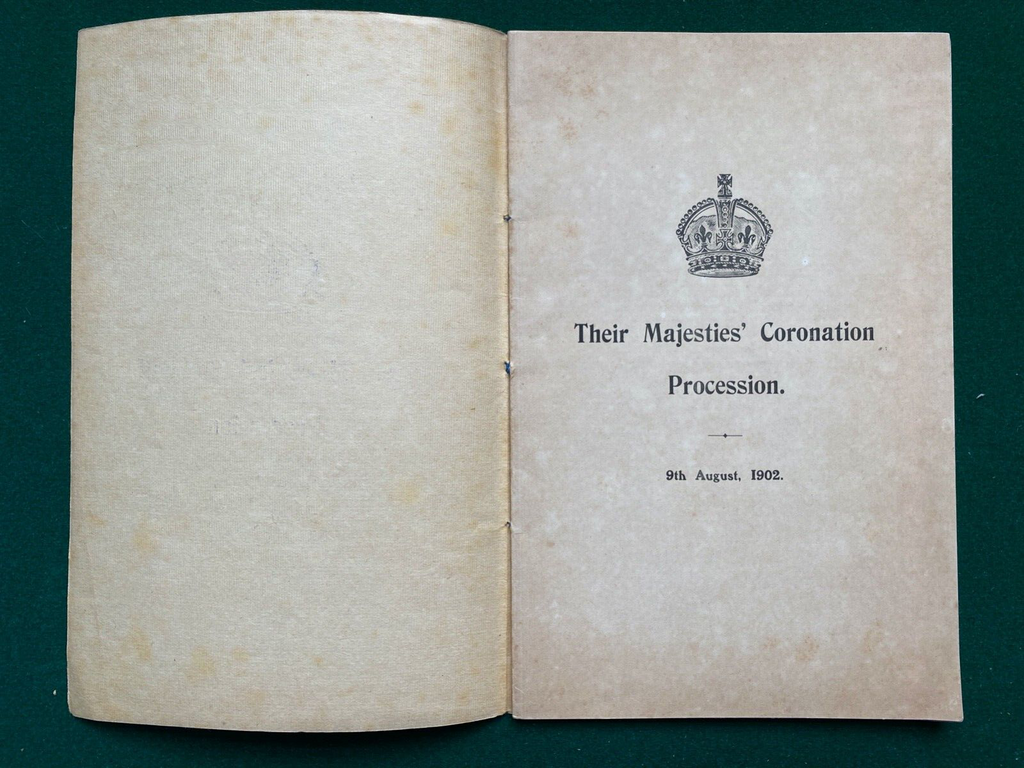 Their Majesties' Coronation
Procession.
9th August, 1902.